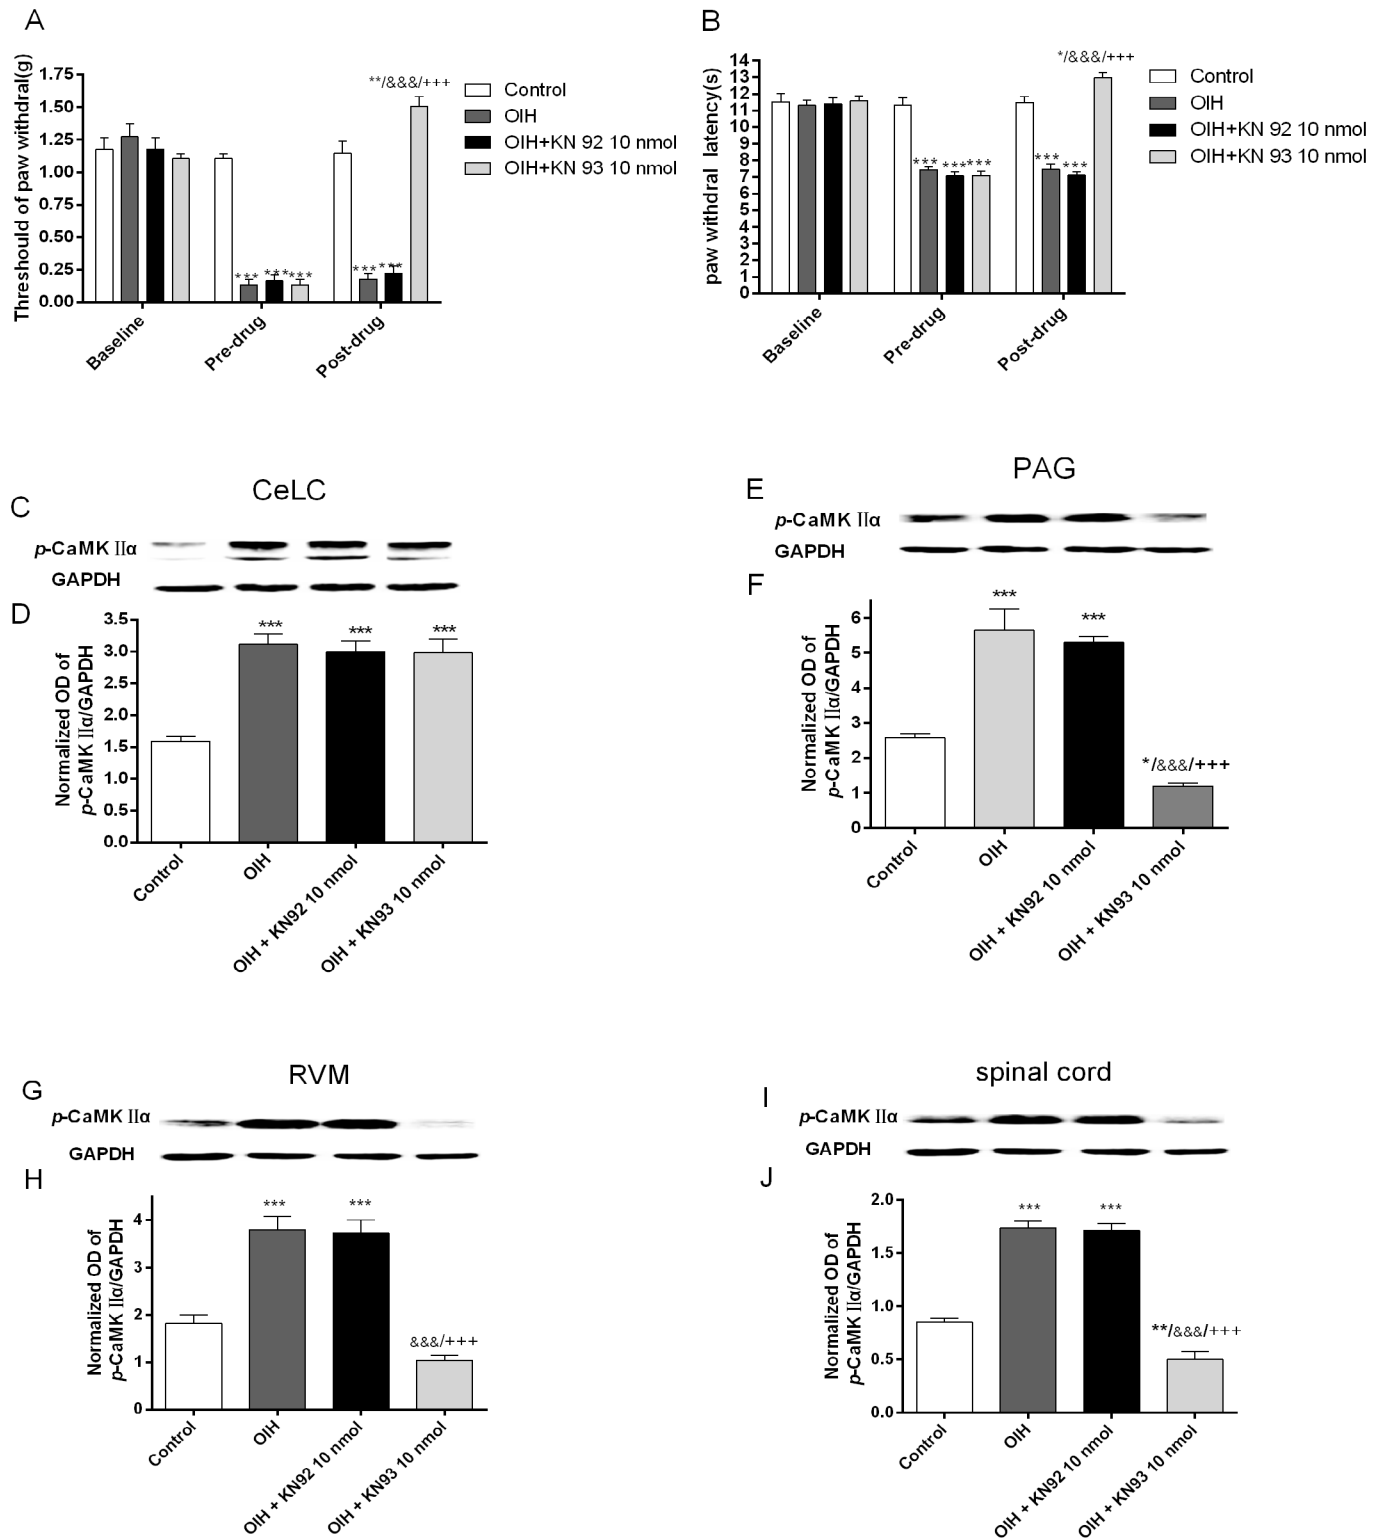 A
Threshould of paw withdral(g)
1.75
1.50
1.25
1.00
0.75
0.50
0.25
0.00
***
***
***
***
***
**/&&&/+++
Baseline
Pre-drug
Post-drug
Control
OIH
OIH+KN 92 10 nmol
OIH+KN 93 10 nmol
B
paw withdral latency(s)
14
13
12
11
10
9
8
7
6
5
4
3
2
1
0
***
***
***
***
***
*/&&&/+++
Baseline
Pre-drug
Post-drug
Control
OIH
OIH+KN 92 10 nmol
OIH+KN 93 10 nmol
CeLC
C
p-CaMK IIα
GAPDH
D
Normalized OD of
p-CaMK IIα/GAPDH
3.5
3.0
2.5
2.0
1.5
1.0
0.5
0.0
***
***
***
Control
OIH
OIH + KN92 10 nmol
OIH + KN93 10 nmol
PAG
E
p-CaMK IIα
GAPDH
F
Normalized OD of
p-CaMK IIα/GAPDH
6
5
4
3
2
1
0
***
***
*/&&&/+++
Control
OIH
OIH + KN92 10 nmol
OIH + KN93 10 nmol
RVM
G
p-CaMK IIα
GAPDH
H
Normalized OD of
p-CaMK IIα/GAPDH
4
3
2
1
0
***
***
&&&/+++
Control
OIH
OIH + KN92 10 nmol
OIH + KN93 10 nmol
spinal cord
I
p-CaMK IIα
GAPDH
J
Normalized OD of
p-CaMK IIα/GAPDH
2.0
1.5
1.0
0.5
0.0
***
***
**/&&&/+++
Control
OIH
OIH + KN92 10 nmol
OIH + KN93 10 nmol